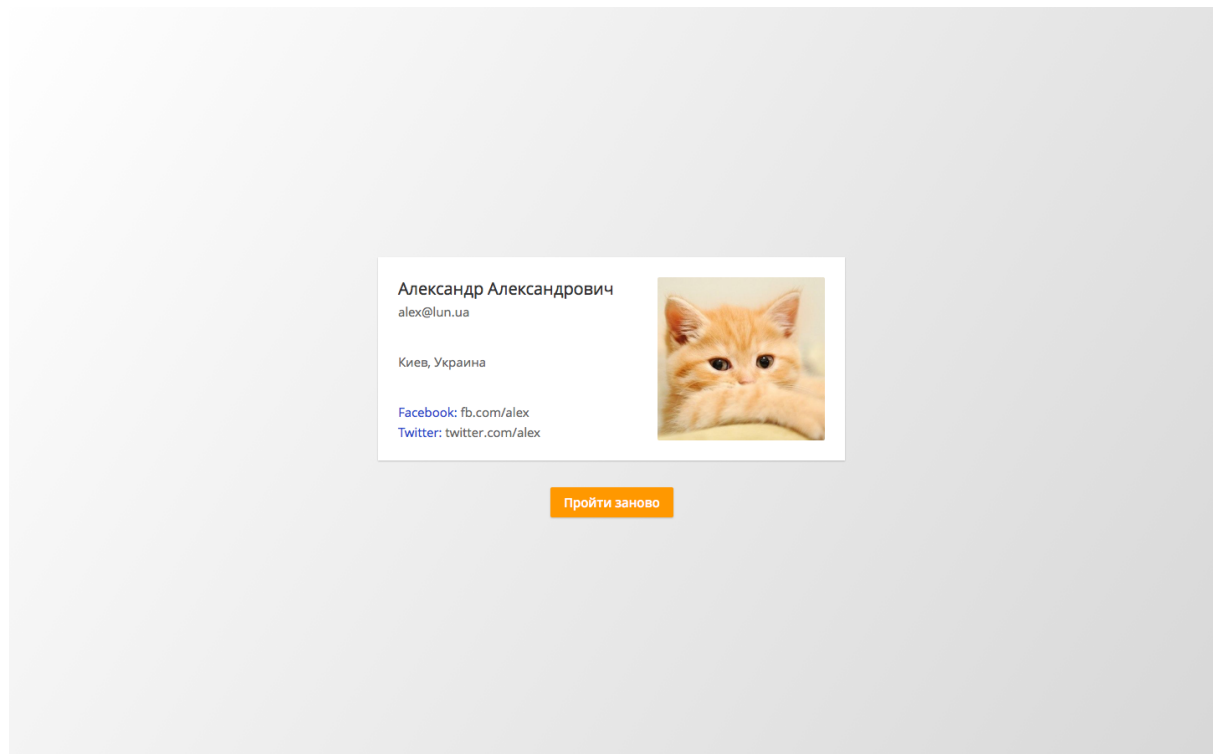 Александр Александрович
alex@lun.ua
Киев, Украина
Facebook: fb.com/alex
Twitter: twitter.com/alex
Пройти заново